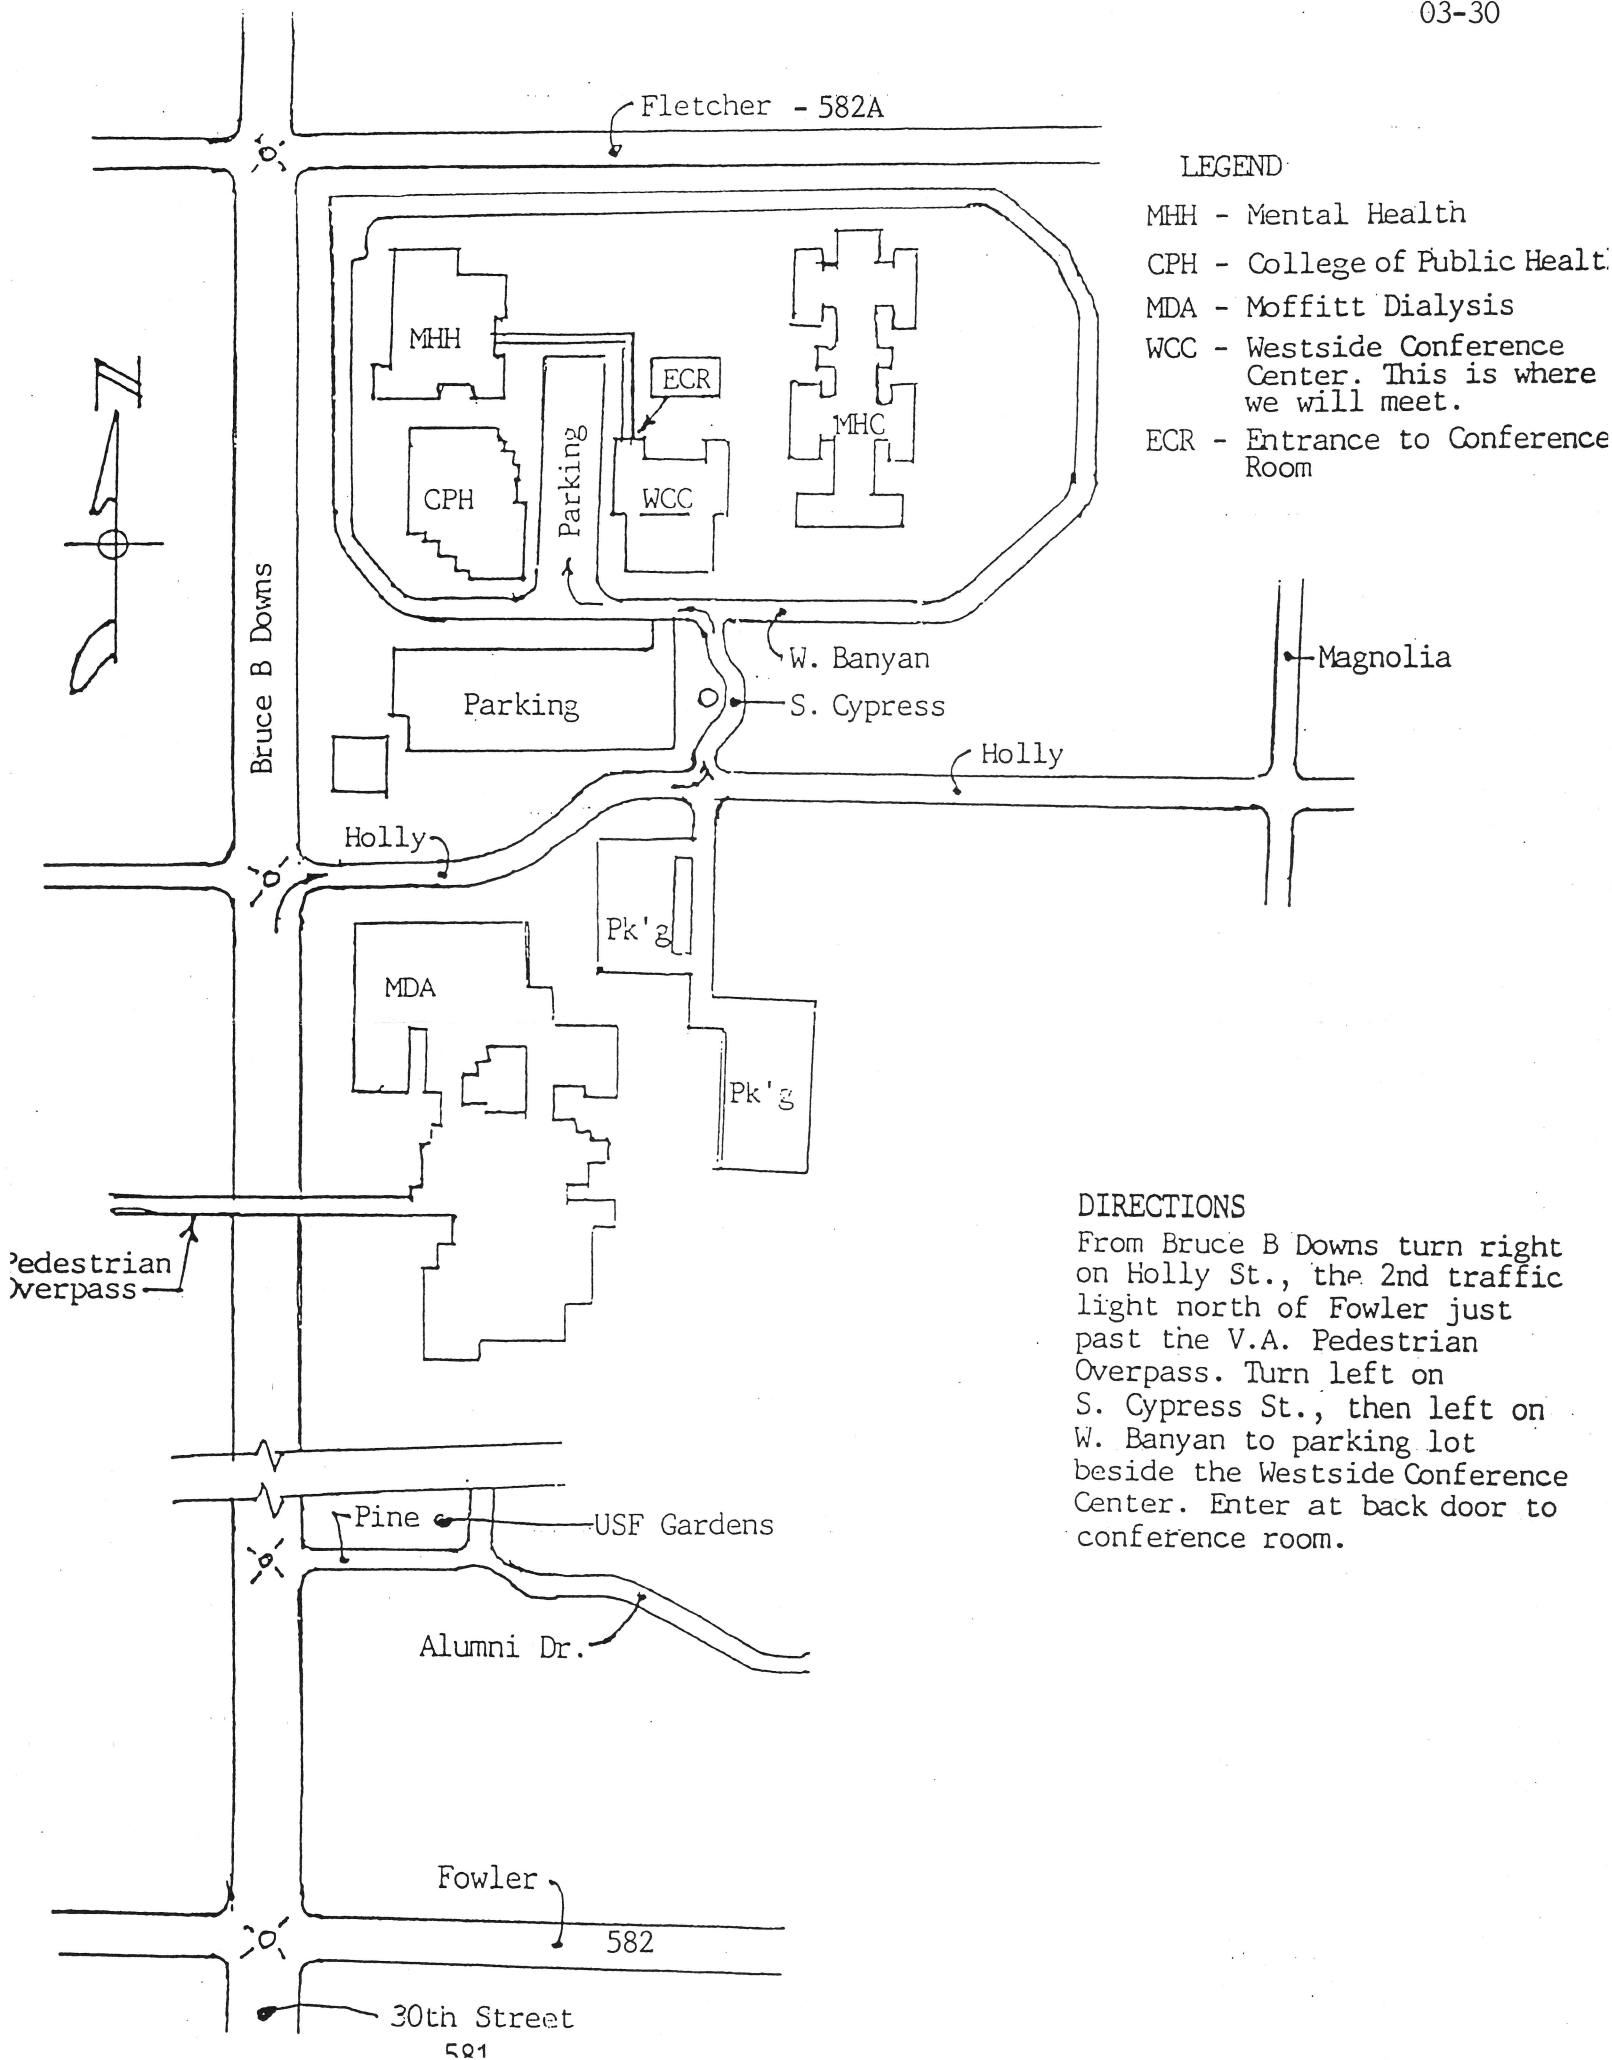 03-30
Fletcher - 582A
LEGEND
MHH - Mental Health
CPH - College of Public Healt
MDA - Moffitt Dialysis
WCC - Westside Conference
Center. This is where
we will meet.
ECR - Entrance to Conference
Room
N
MHH
ECR
MHC
Parking
CPH
WCC
Bruce B Downs
W. Banyan
Magnolia
Parking
S. Cypress
Holly
Holly
Pk'g
MDA
Pk'g
Pedestrian
Overpass
DIRECTIONS
From Bruce B Downs turn right
on Holly St., the 2nd traffic
light north of Fowler just
past the V.A. Pedestrian
Overpass. Turn left on
S. Cypress St., then left on
W. Banyan to parking lot
beside the Westside Conference
Center. Enter at back door to
conference room.
Pine
USF Gardens
Alumni Dr.
Fowler
582
30th Street
581